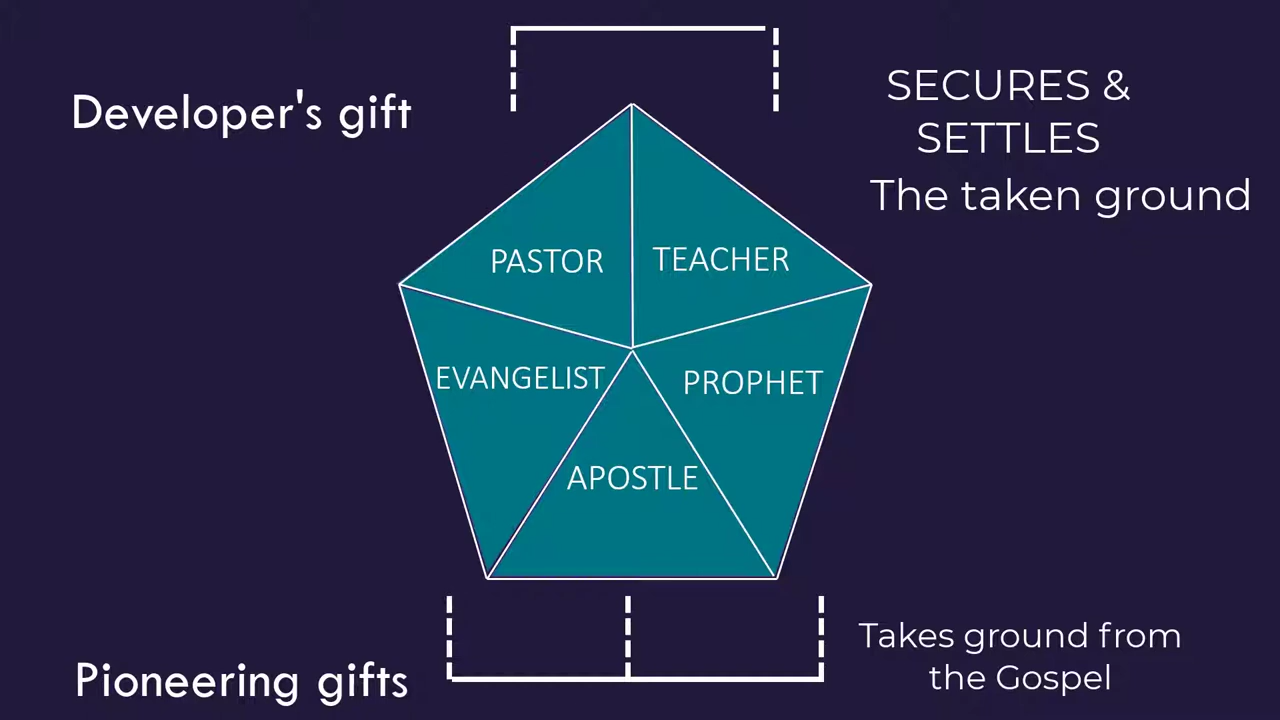 Developer's gift
SECURES &
SETTLES
The taken ground
PASTOR
TEACHER
EVANGELIST
PROPHET
APOSTLE
Pioneering gifts
Takes ground from
the Gospel